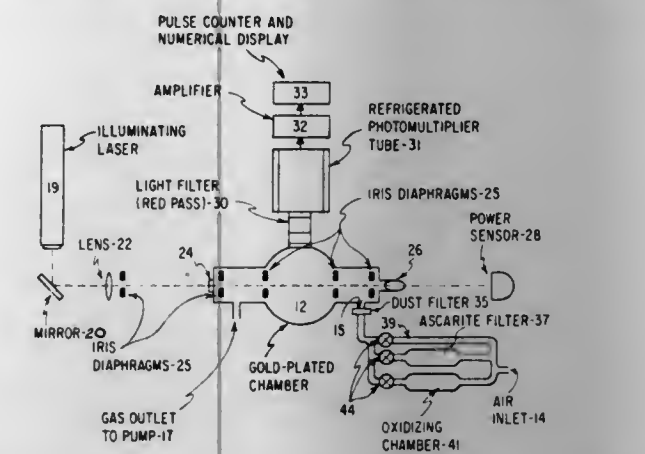 PULSE COUNTER AND
NUMERICAL DISPLAY
33
AMPLIFIER
32
REFRIGERATED
PHOTOMULTIPLIER
TUBE-31
ILLUMINATING
LASER
19
LIGHT FILTER
(RED PASS)-30
IRIS DIAPHRAGMS-25
POWER
SENSOR-28
LENS-22
24
26
12
MIRROR-20
IRIS
DIAPHRAGMS-25
15
DUST FILTER 35
39
ASCARITE FILTER-37
GOLD-PLATED
CHAMBER
44
GAS OUTLET
TO PUMP-17
OXIDIZING
CHAMBER-41
AIR
INLET-14